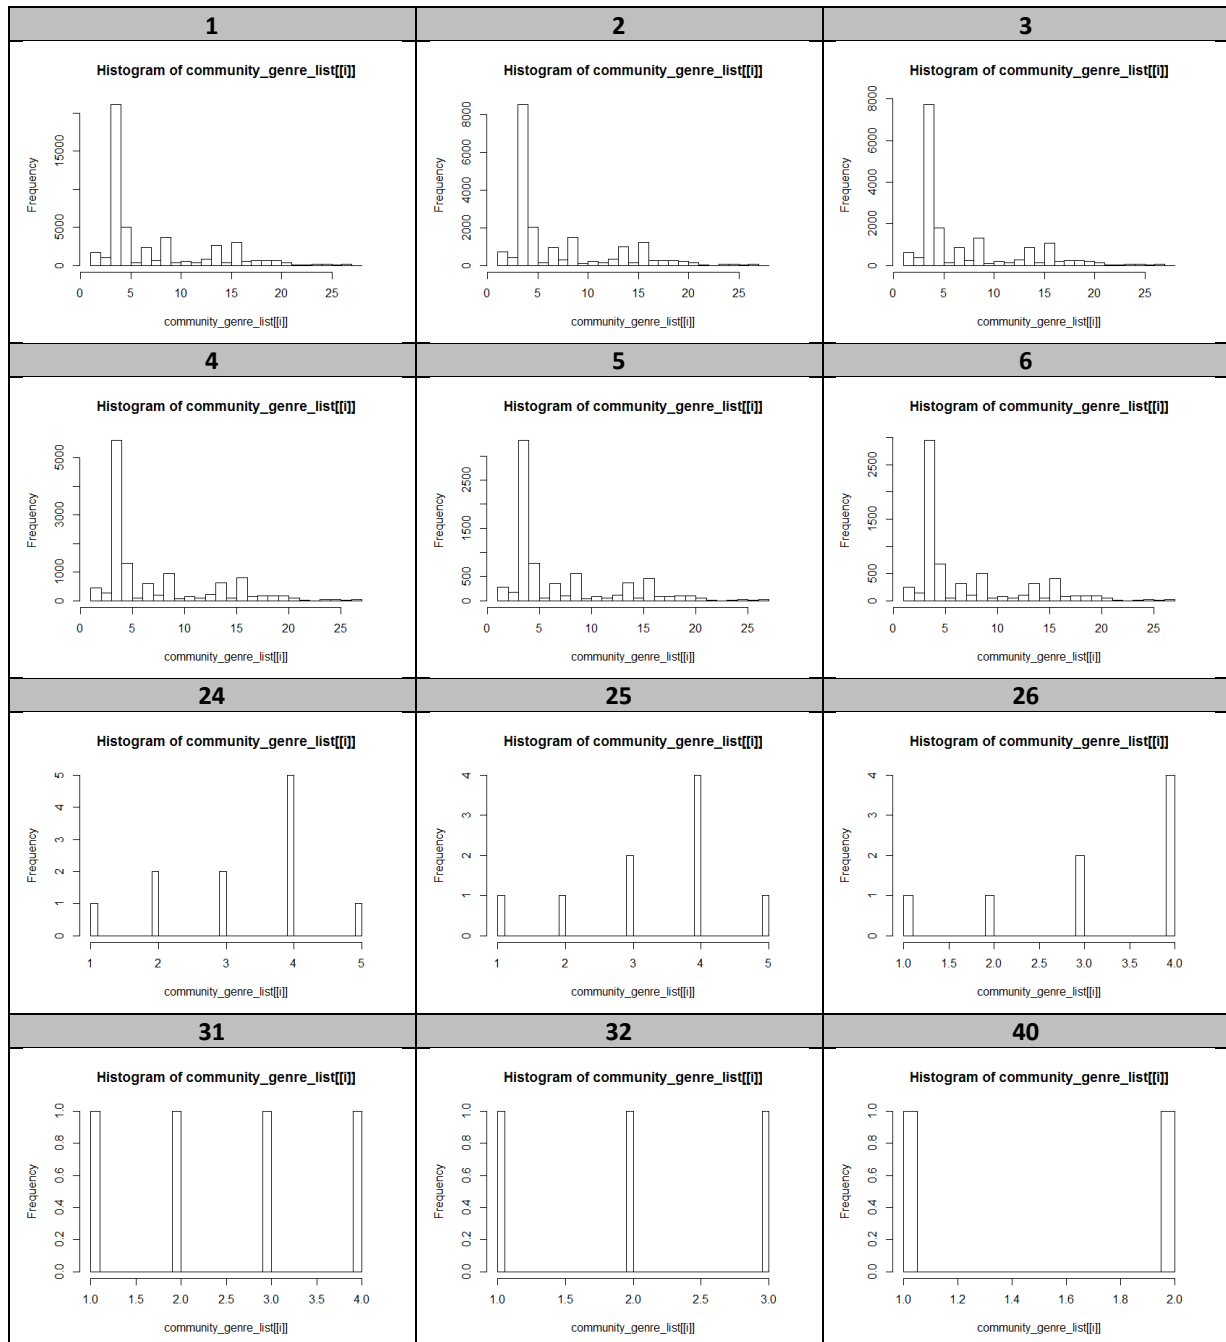 1 2 3
Histogram of community_genre_list[[i]]
Frequency
0 5000 15000
0 5 10 15 20 25
community_genre_list[[i]]
Histogram of community_genre_list[[i]]
Frequency
0 2000 4000 6000 8000
0 5 10 15 20 25
community_genre_list[[i]]
Histogram of community_genre_list[[i]]
Frequency
0 2000 4000 6000 8000
0 5 10 15 20 25
community_genre_list[[i]]
4 5 6
Histogram of community_genre_list[[i]]
Frequency
0 1000 3000 5000
0 5 10 15 20 25
community_genre_list[[i]]
Histogram of community_genre_list[[i]]
Frequency
0 500 1500 2500
0 5 10 15 20 25
community_genre_list[[i]]
Histogram of community_genre_list[[i]]
Frequency
0 500 1500 2500
0 5 10 15 20 25
community_genre_list[[i]]
24 25 26
Histogram of community_genre_list[[i]]
Frequency
0 1 2 3 4 5
1 2 3 4 5
community_genre_list[[i]]
Histogram of community_genre_list[[i]]
Frequency
0 1 2 3 4
1 2 3 4 5
community_genre_list[[i]]
Histogram of community_genre_list[[i]]
Frequency
0 1 2 3 4
1.0 1.5 2.0 2.5 3.0 3.5 4.0
community_genre_list[[i]]
31 32 40
Histogram of community_genre_list[[i]]
Frequency
0.0 0.2 0.4 0.6 0.8 1.0
1.0 1.5 2.0 2.5 3.0 3.5 4.0
community_genre_list[[i]]
Histogram of community_genre_list[[i]]
Frequency
0.0 0.2 0.4 0.6 0.8 1.0
1.0 1.5 2.0 2.5 3.0
community_genre_list[[i]]
Histogram of community_genre_list[[i]]
Frequency
0.0 0.2 0.4 0.6 0.8 1.0
1.0 1.2 1.4 1.6 1.8 2.0
community_genre_list[[i]]